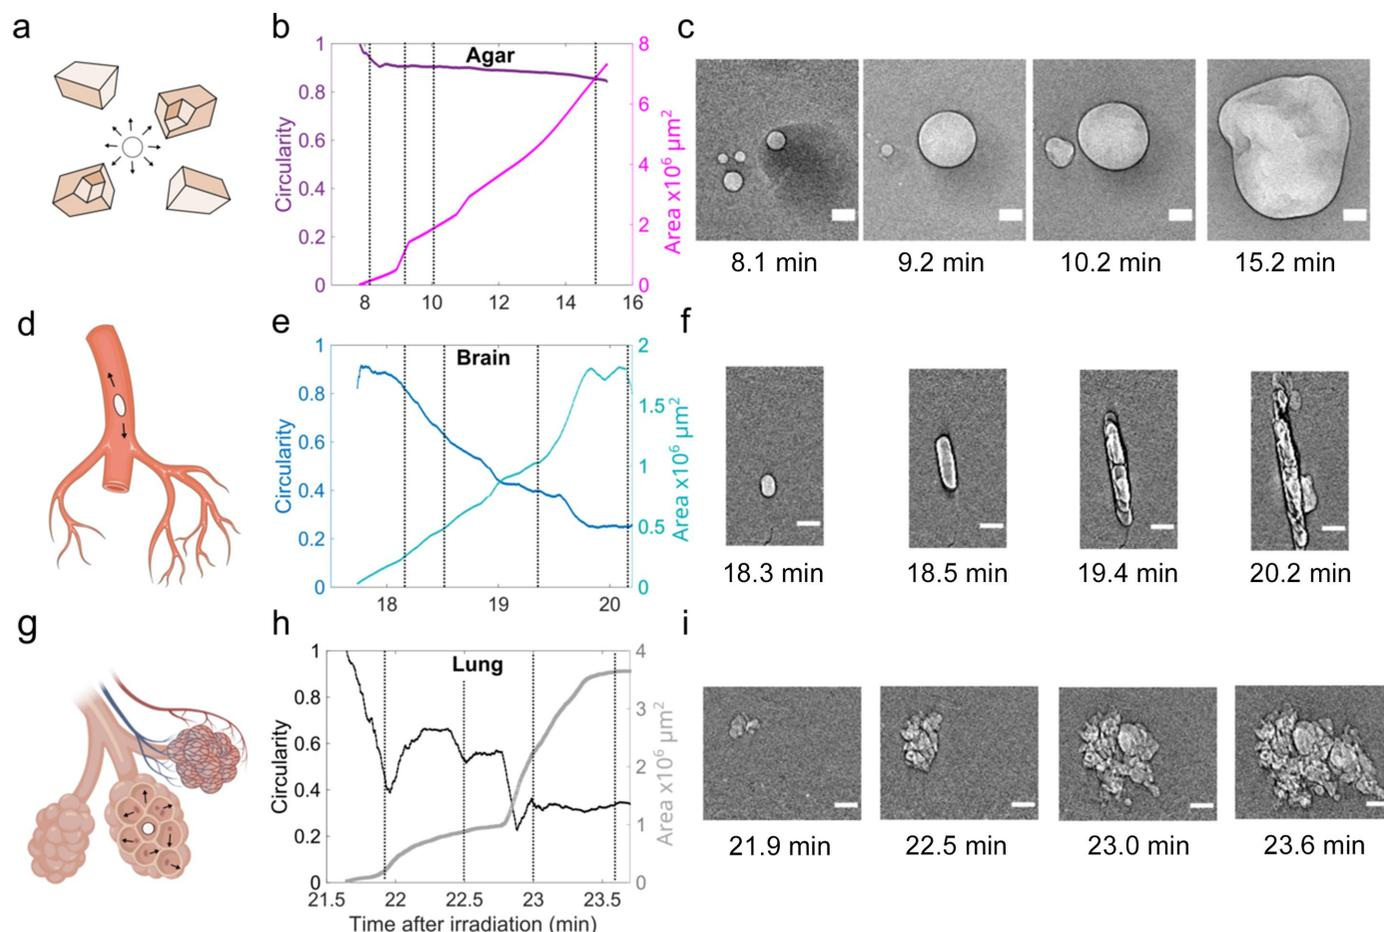 a
b
c
Agar
1
0.8
0.6
0.4
0.2
0
Circularity
8
6
4
2
0
Area x10⁶ μm²
8
10
12
14
16
8.1 min
9.2 min
10.2 min
15.2 min
d
e
f
Brain
1
0.8
0.6
0.4
0.2
0
Circularity
2
1.5
1
0.5
0
Area x10⁶ μm²
18
19
20
18.3 min
18.5 min
19.4 min
20.2 min
g
h
i
Lung
1
0.8
0.6
0.4
0.2
0
Circularity
4
3
2
1
0
Area x10⁶ μm²
21.5
22
22.5
23
23.5
Time after irradiation (min)
21.9 min
22.5 min
23.0 min
23.6 min